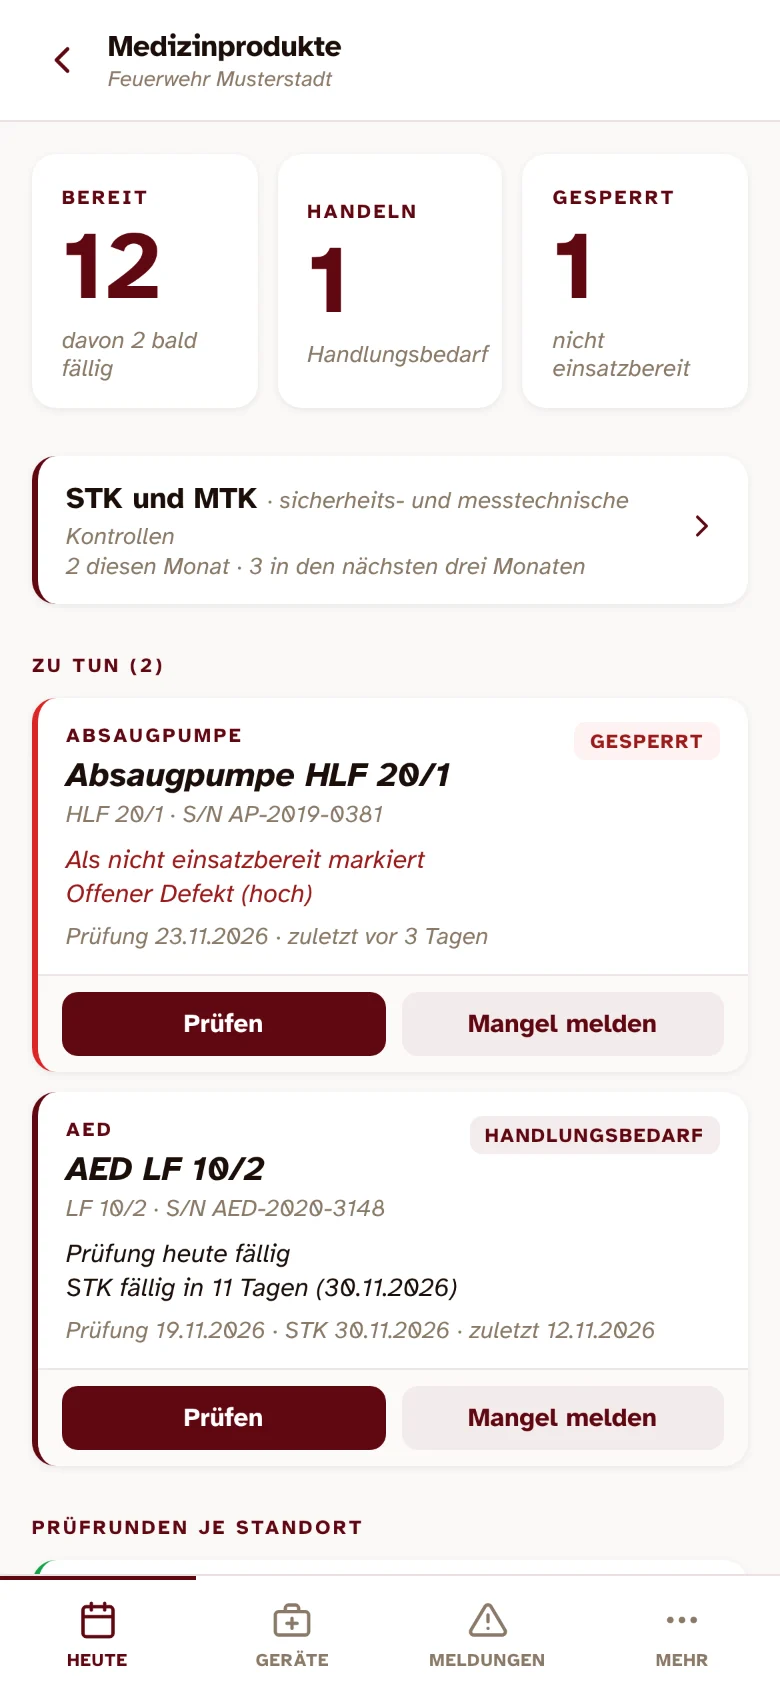 Medizinprodukte
Feuerwehr Musterstadt
BEREIT
12
davon 2 bald
fällig
HANDELN
1
Handlungsbedarf
GESPERRT
1
nicht
einsatzbereit
STK und MTK · sicherheits- und messtechnische
Kontrollen
2 diesen Monat · 3 in den nächsten drei Monaten
ZU TUN (2)
ABSAUGPUMPE
GESPERRT
Absaugpumpe HLF 20/1
HLF 20/1 · S/N AP-2019-0381
Als nicht einsatzbereit markiert
Offener Defekt (hoch)
Prüfung 23.11.2026 · zuletzt vor 3 Tagen
Prüfen
Mangel melden
AED
HANDLUNGSBEDARF
AED LF 10/2
LF 10/2 · S/N AED-2020-3148
Prüfung heute fällig
STK fällig in 11 Tagen (30.11.2026)
Prüfung 19.11.2026 · STK 30.11.2026 · zuletzt 12.11.2026
Prüfen
Mangel melden
PRÜFRUNDEN JE STANDORT
HEUTE
GERÄTE
MELDUNGEN
MEHR